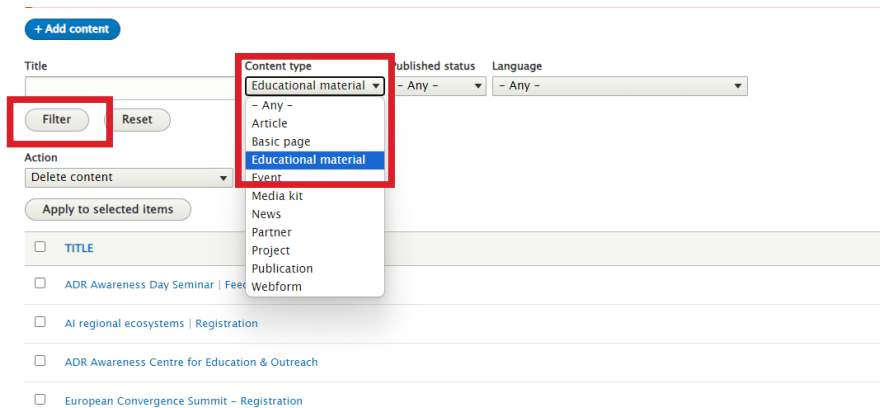 + Add content
Title Content type Published status Language
Educational material - Any - - Any -
- Any -
Article
Basic page
Educational material
Event
Media kit
News
Partner
Project
Publication
Webform
Filter Reset
Action
Delete content
Apply to selected items
TITLE
ADR Awareness Day Seminar | Feed
AI regional ecosystems | Registration
ADR Awareness Centre for Education & Outreach
European Convergence Summit – Registration